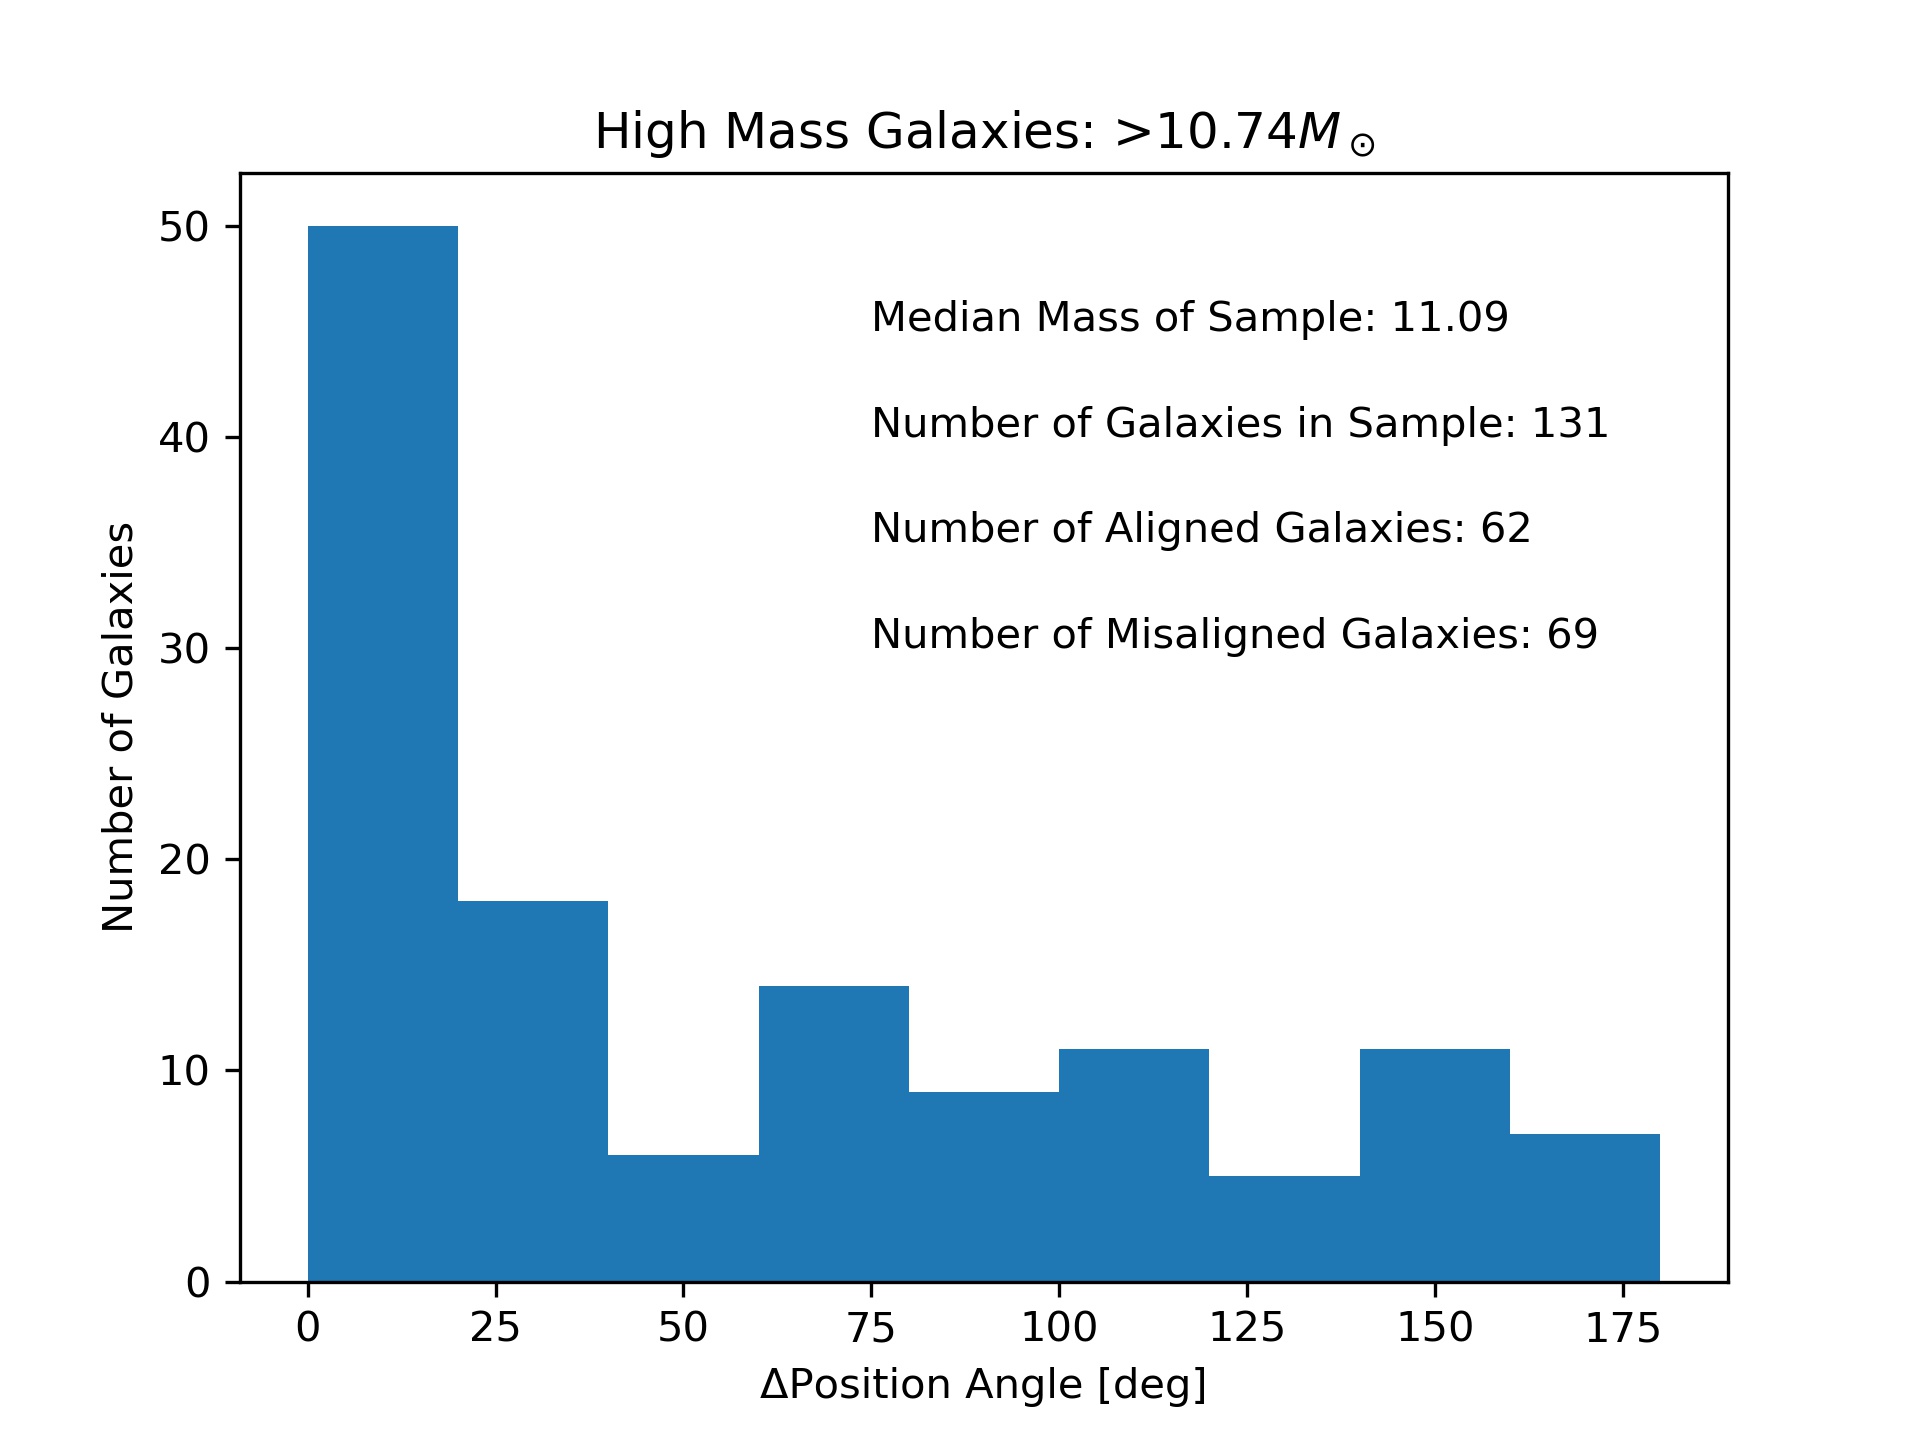 High Mass Galaxies: >10.74M⊙
50
40
30
20
10
0
Number of Galaxies
Median Mass of Sample: 11.09
Number of Galaxies in Sample: 131
Number of Aligned Galaxies: 62
Number of Misaligned Galaxies: 69
0 25 50 75 100 125 150 175
ΔPosition Angle [deg]